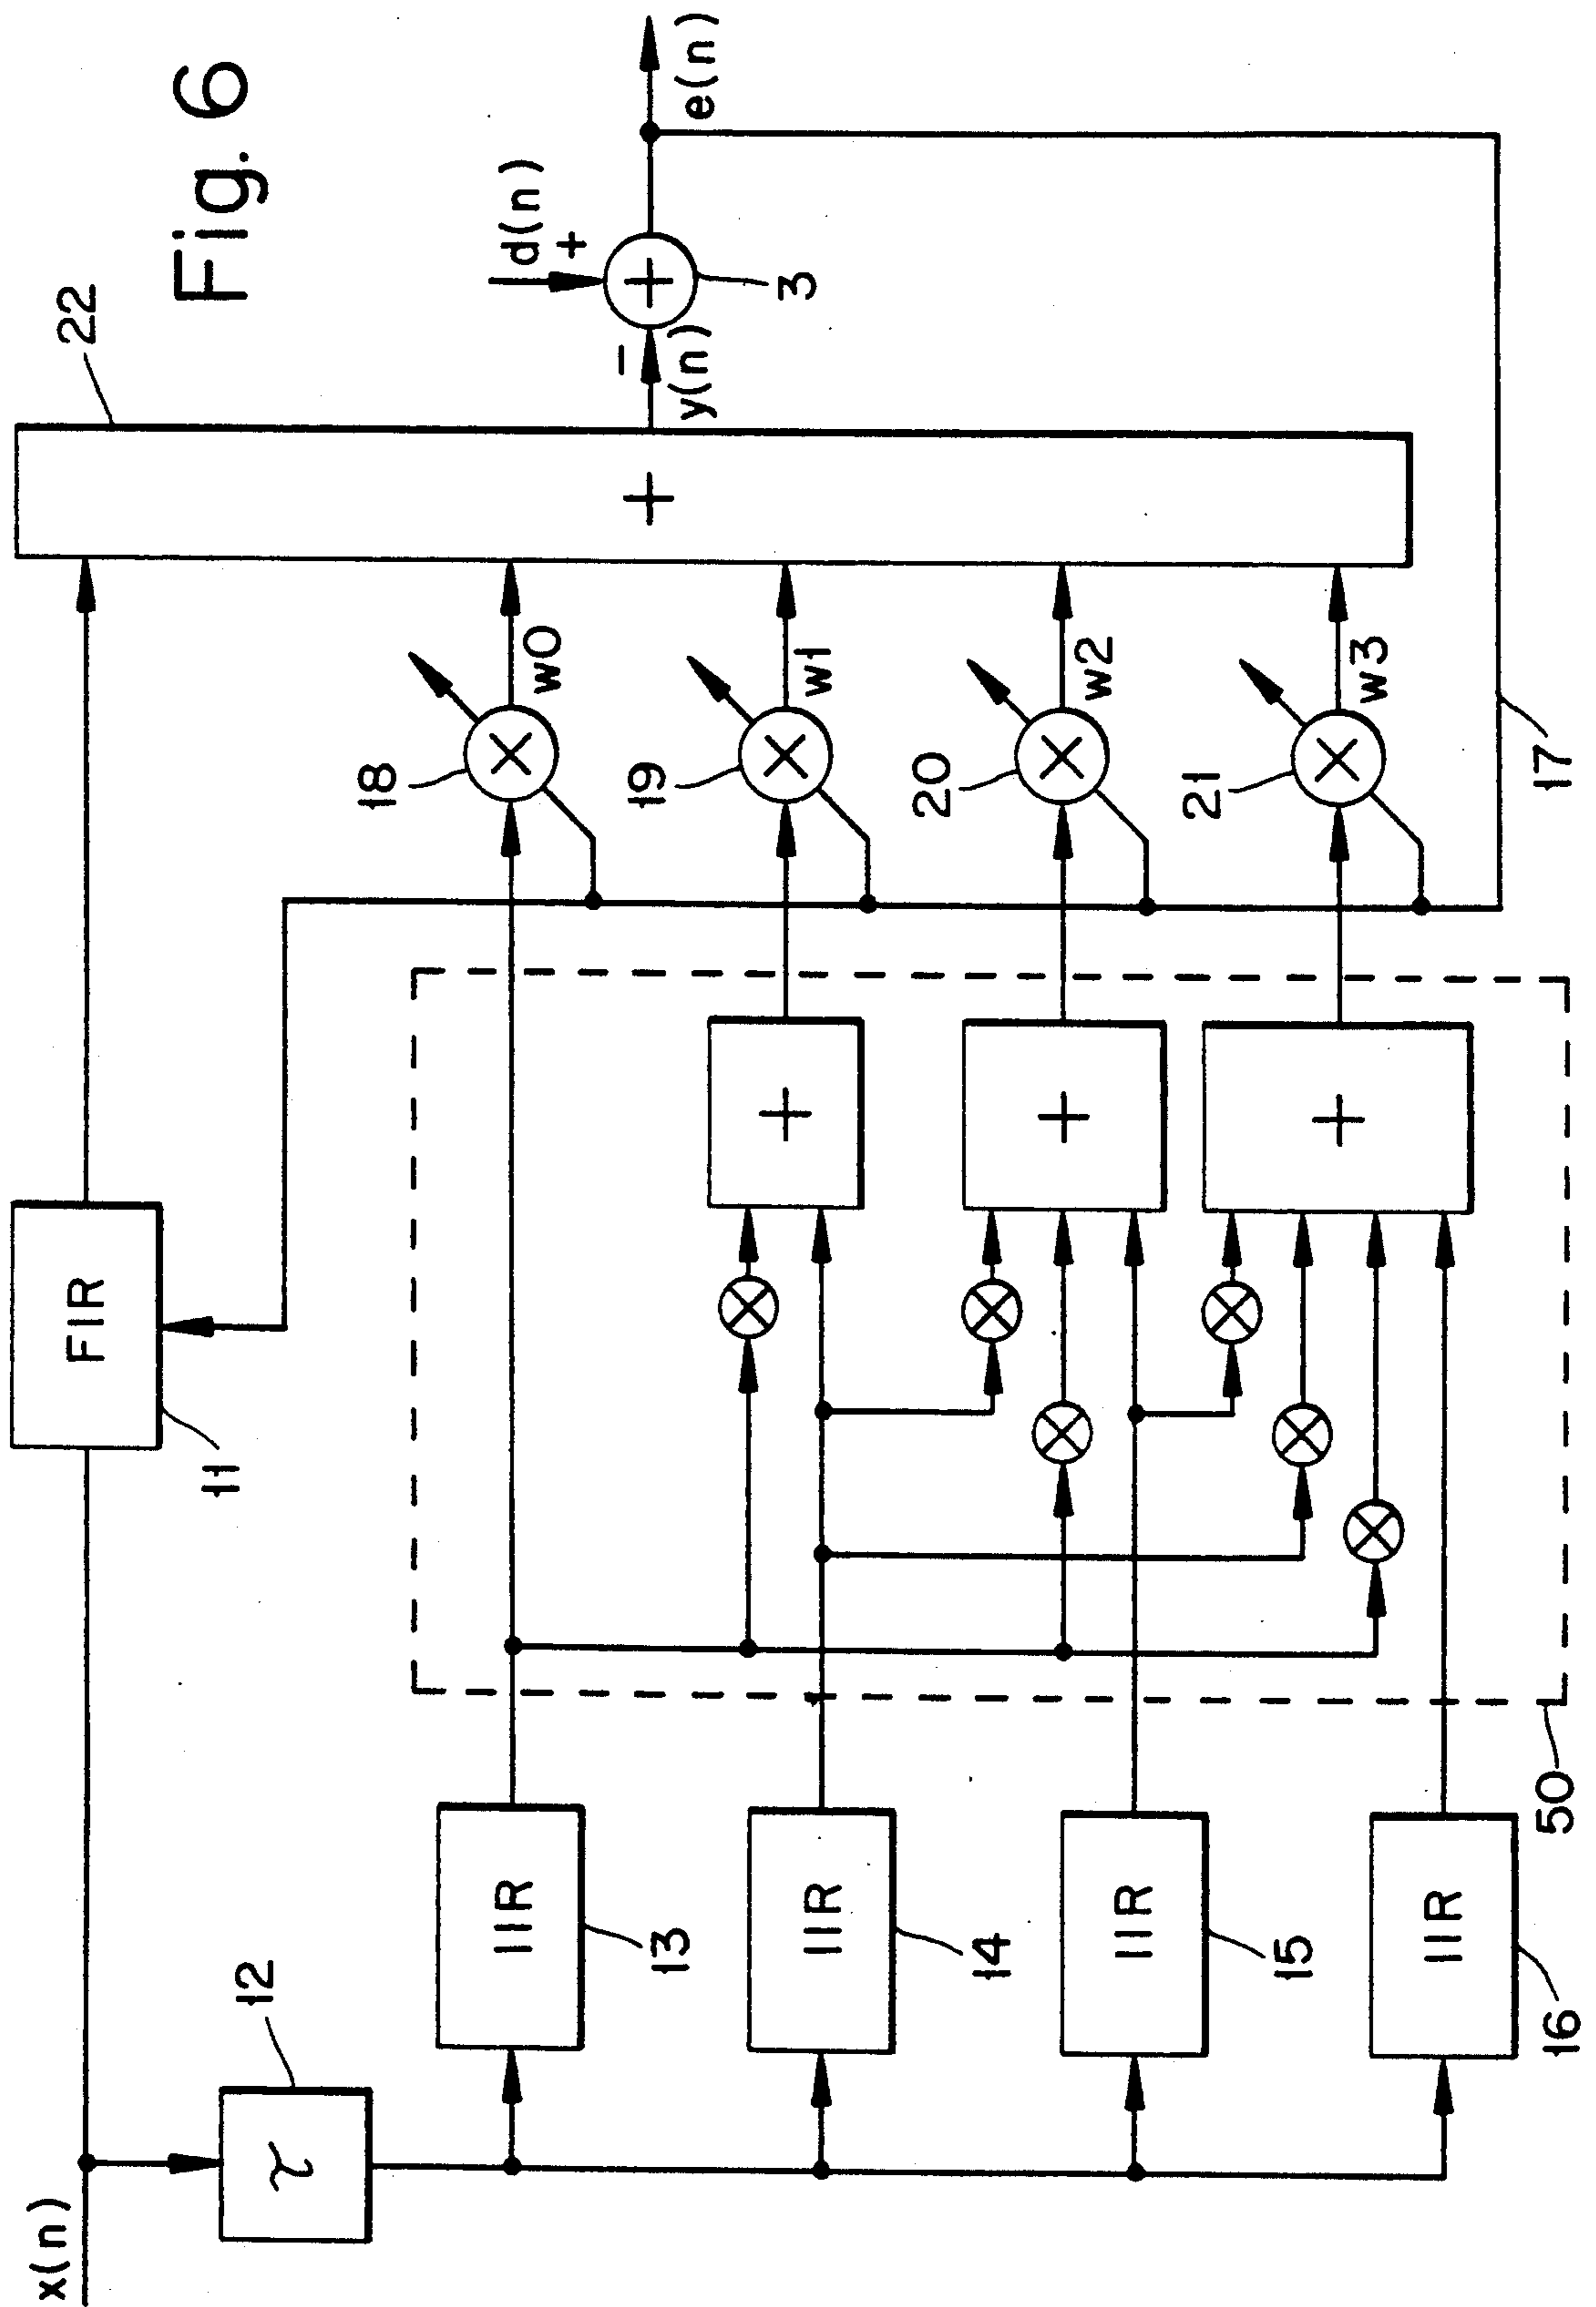 Fig. 6
x(n)
12
τ
11
FIR
22
+
13
IIR
14
IIR
15
IIR
16
IIR
50
+
+
+
18
w0
19
w1
20
w2
21
w3
17
y(n)
−
d(n)
+
+
3
e(n)